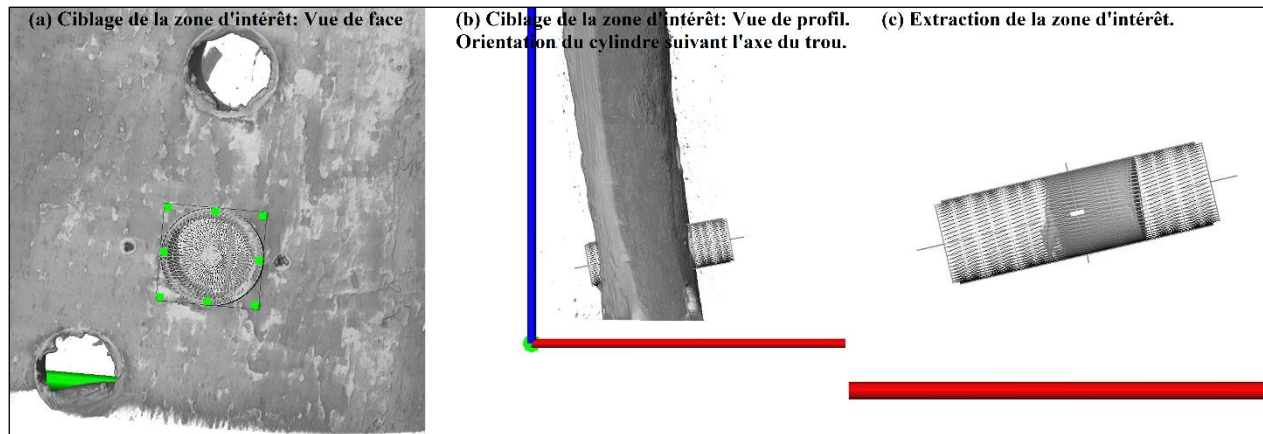 (a) Ciblage de la zone d'intérêt: Vue de face
(b) Ciblage de la zone d'intérêt: Vue de profil.
Orientation du cylindre suivant l'axe du trou.
(c) Extraction de la zone d'intérêt.